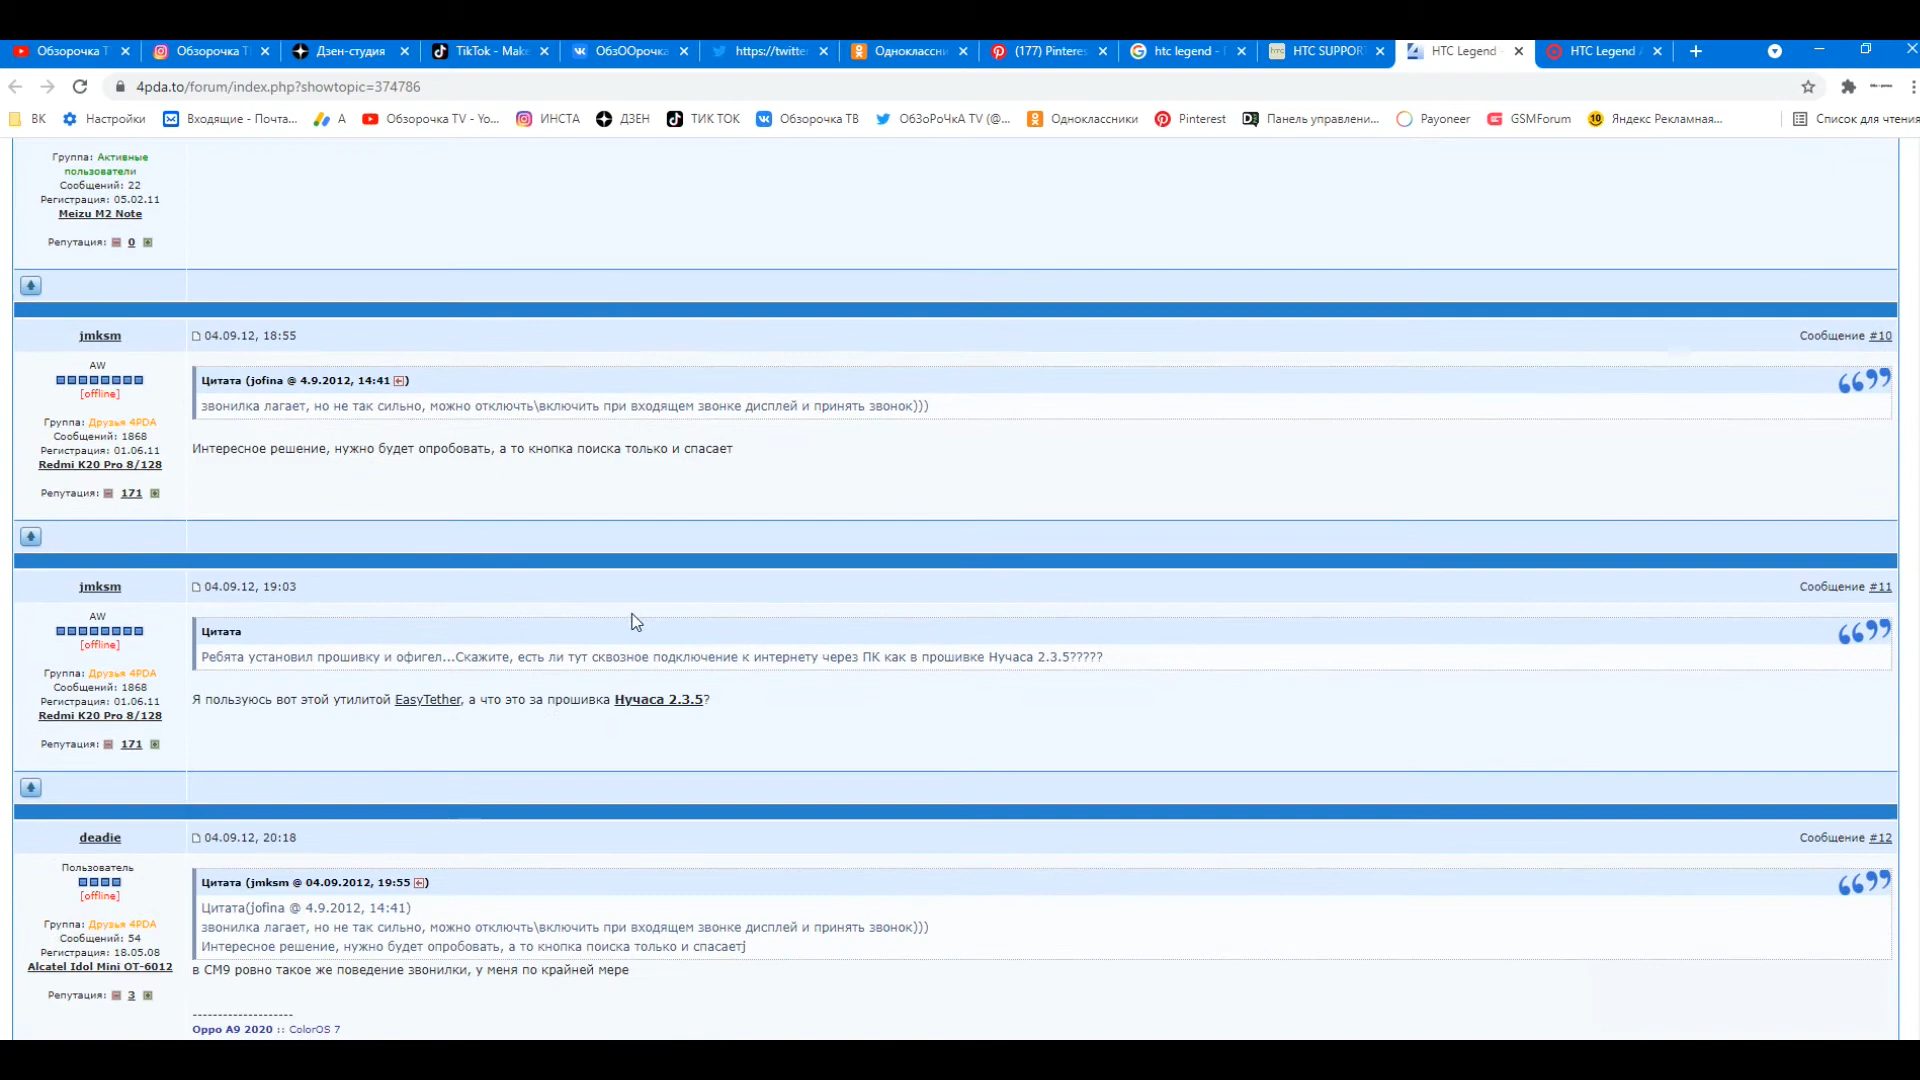 Обзорочка T
Обзорочка T
Дзен-студия
TikTok - Make
ОбзООрочка
https://twitte
Одноклассни
(177) Pinteres
htc legend - 
HTC SUPPOR
HTC Legend
HTC Legend
4pda.to/forum/index.php?showtopic=374786
ВК
Настройки
Входящие - Почта...
А
Обзорочка TV - Yo...
ИНСТА
ДЗЕН
ТИК ТОК
Обзорочка ТВ
ОбЗоРоЧкА TV (@...
Одноклассники
Pinterest
Панель управлени...
Payoneer
GSMForum
Яндекс Рекламная...
Список для чтения
Группа: Активные
пользователи
Сообщений: 22
Регистрация: 05.02.11
Meizu M2 Note
Репутация: 0
jmksm
04.09.12, 18:55
Сообщение #10
AW
[offline]
Группа: Друзья 4PDA
Сообщений: 1868
Регистрация: 01.06.11
Redmi K20 Pro 8/128
Репутация: 171
Цитата (jofina @ 4.9.2012, 14:41)
звонилка лагает, но не так сильно, можно отключть\включить при входящем звонке дисплей и принять звонок)))
Интересное решение, нужно будет опробовать, а то кнопка поиска только и спасает
jmksm
04.09.12, 19:03
Сообщение #11
AW
[offline]
Группа: Друзья 4PDA
Сообщений: 1868
Регистрация: 01.06.11
Redmi K20 Pro 8/128
Репутация: 171
Цитата
Ребята установил прошивку и офигел...Скажите, есть ли тут сквозное подключение к интернету через ПК как в прошивке Нучаса 2.3.5?????
Я пользуюсь вот этой утилитой EasyTether, а что это за прошивка Нучаса 2.3.5?
deadie
04.09.12, 20:18
Сообщение #12
Пользователь
[offline]
Группа: Друзья 4PDA
Сообщений: 54
Регистрация: 18.05.08
Alcatel Idol Mini OT-6012
Репутация: 3
Цитата (jmksm @ 04.09.2012, 19:55)
Цитата(jofina @ 4.9.2012, 14:41)
звонилка лагает, но не так сильно, можно отключть\включить при входящем звонке дисплей и принять звонок)))
Интересное решение, нужно будет опробовать, а то кнопка поиска только и спасаетj
в СМ9 ровно такое же поведение звонилки, у меня по крайней мере
--------------------
Oppo A9 2020 :: ColorOS 7